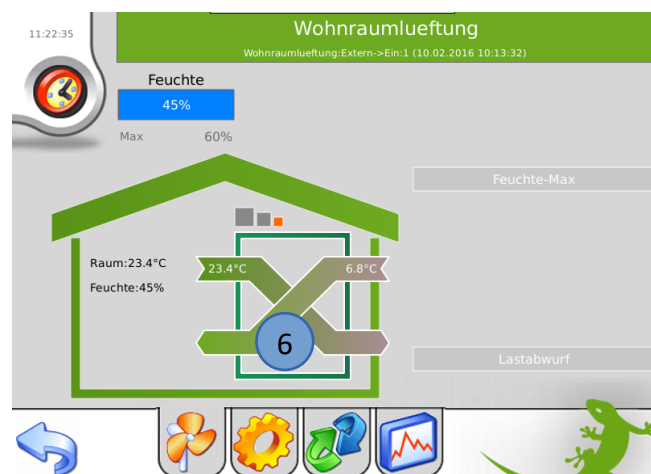 11:22:35
Wohnraumlueftung
Wohnraumlueftung:Extern->Ein:1 (10.02.2016 10:13:32)
Feuchte
45%
Max 60%
Feuchte-Max
Raum:23.4°C
23.4°C
6.8°C
Feuchte:45%
6
Lastabwurf